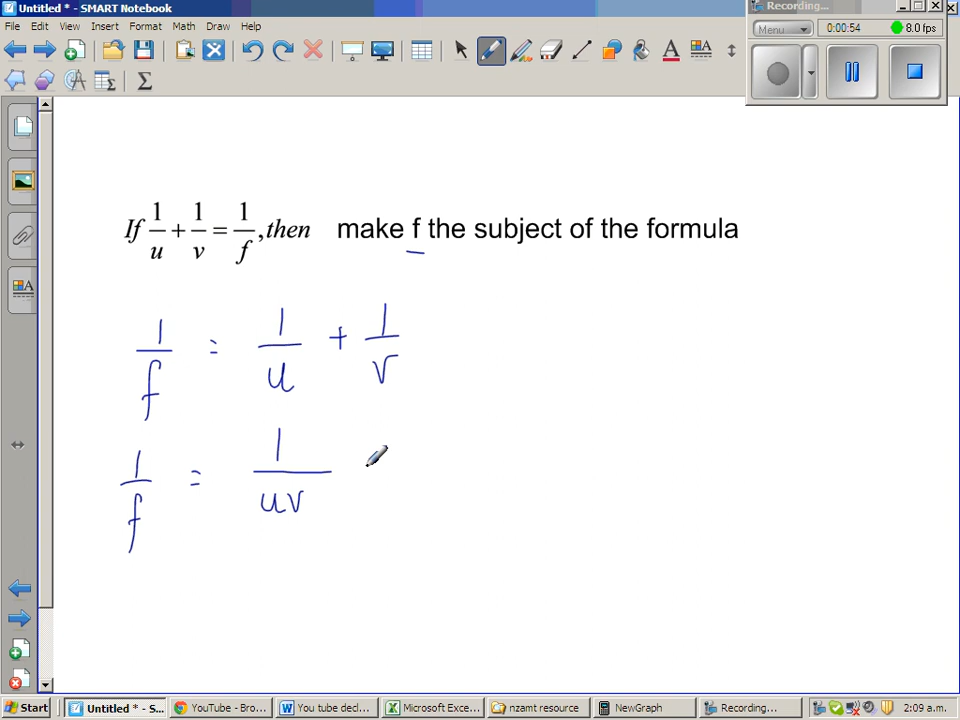 Untitled * - SMART Notebook
Recording...
File Edit View Insert Format Math Draw Help
Menu 0:00:54 8.0 fps
If 1/u + 1/v = 1/f, then make f the subject of the formula
1/f = 1/u + 1/v
1/f = 1/uv
Start Untitled * - S... YouTube - Bro... You tube decl... Microsoft Exce... nzamt resource NewGraph Recording... 2:09 a.m.